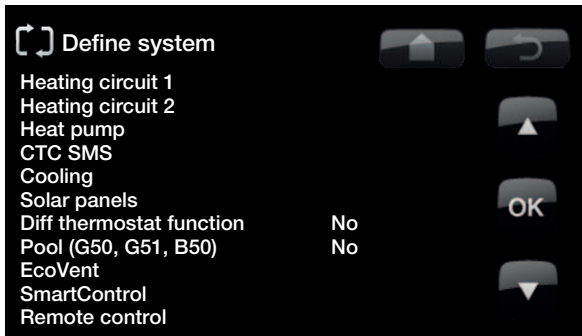 Define system
Heating circuit 1
Heating circuit 2
Heat pump
CTC SMS
Cooling
Solar panels
OK
Diff thermostat function No
Pool (G50, G51, B50) No
EcoVent
SmartControl
Remote control